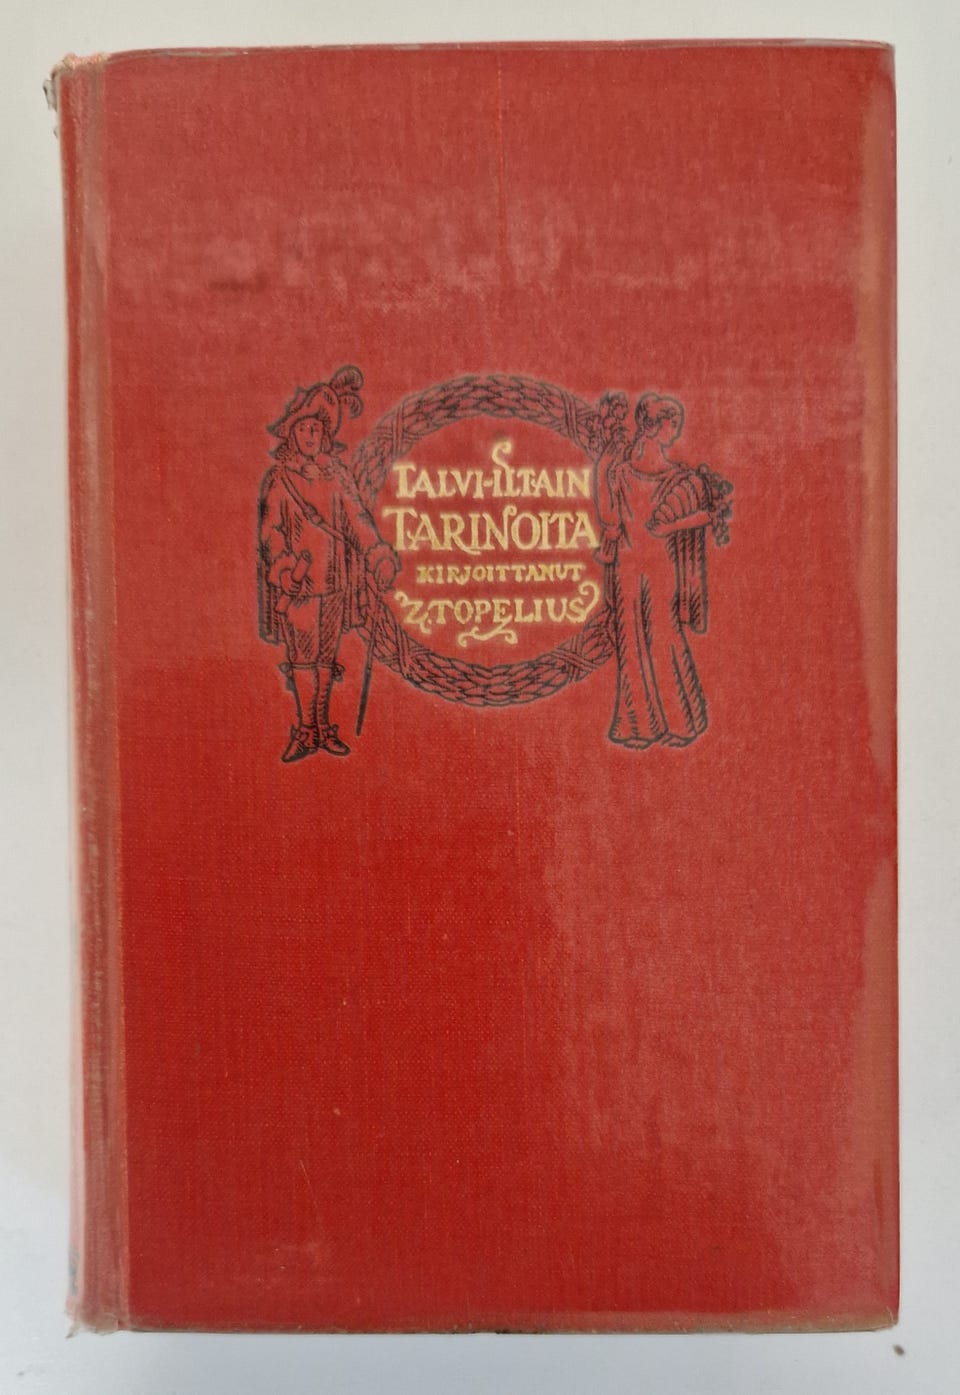 TALVI-ILTAIN
TARINOITA
KIRJOITTANUT
Z. TOPELIUS